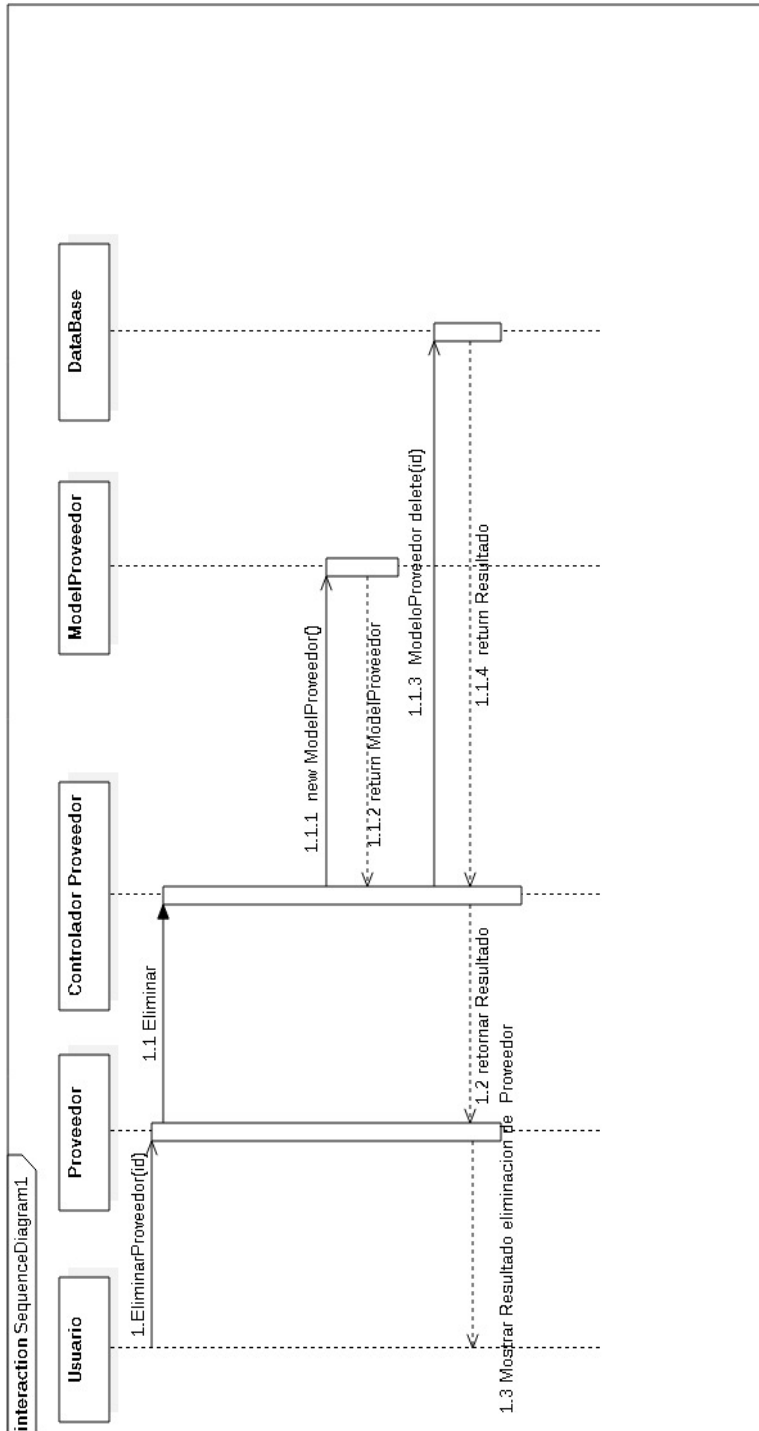 interaction SequenceDiagram1
Usuario
Proveedor
Controlador Proveedor
ModelProveedor
DataBase
1.EliminarProveedor(id)
1.1 Eliminar
1.1.1 new ModelProveedor()
1.1.2 return ModelProveedor
1.1.3 ModeloProveedor delete(id)
1.1.4 return Resultado
1.2 retornar Resultado
1.3 Mostrar Resultado eliminacion de Proveedor